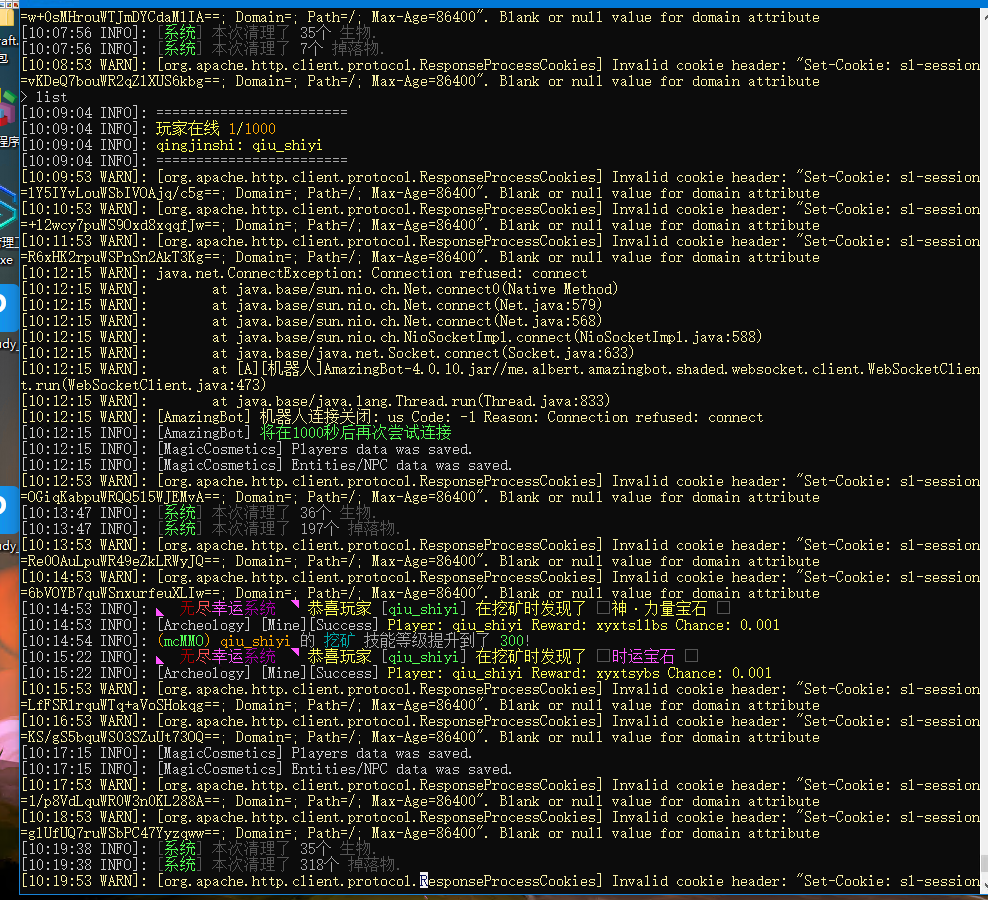 =w+OsMHrouWTJmDYCdaM1IA==; Domain=; Path=/; Max-Age=86400". Blank or null value for domain attribute
[10:07:56 INFO]: [系统] 本次清理了 35个 生物.
[10:07:56 INFO]: [系统] 本次清理了 7个 掉落物.
[10:08:53 WARN]: [org.apache.http.client.protocol.ResponseProcessCookies] Invalid cookie header: "Set-Cookie: sl-session
=vKDeQ7bouWR2qZlXUS6kbg==; Domain=; Path=/; Max-Age=86400". Blank or null value for domain attribute
> list
[10:09:04 INFO]: ========================
[10:09:04 INFO]: 玩家在线 1/1000
[10:09:04 INFO]: qingjinshi: qiu_shiyi
[10:09:04 INFO]: ========================
[10:09:53 WARN]: [org.apache.http.client.protocol.ResponseProcessCookies] Invalid cookie header: "Set-Cookie: sl-session
=lY5IYvLouWSbIVOAjq/c5g==; Domain=; Path=/; Max-Age=86400". Blank or null value for domain attribute
[10:10:53 WARN]: [org.apache.http.client.protocol.ResponseProcessCookies] Invalid cookie header: "Set-Cookie: sl-session
=+l2wcy7puWS9Oxd8xqqfJw==; Domain=; Path=/; Max-Age=86400". Blank or null value for domain attribute
[10:11:53 WARN]: [org.apache.http.client.protocol.ResponseProcessCookies] Invalid cookie header: "Set-Cookie: sl-session
=R6xHK2rpuWSPnSn2AkT3Kg==; Domain=; Path=/; Max-Age=86400". Blank or null value for domain attribute
[10:12:15 WARN]: java.net.ConnectException: Connection refused: connect
[10:12:15 WARN]: at java.base/sun.nio.ch.Net.connect0(Native Method)
[10:12:15 WARN]: at java.base/sun.nio.ch.Net.connect(Net.java:579)
[10:12:15 WARN]: at java.base/sun.nio.ch.Net.connect(Net.java:568)
[10:12:15 WARN]: at java.base/sun.nio.ch.NioSocketImpl.connect(NioSocketImpl.java:588)
[10:12:15 WARN]: at java.base/java.net.Socket.connect(Socket.java:633)
[10:12:15 WARN]: at [A][机器人]AmazingBot-4.0.10.jar//me.albert.amazingbot.shaded.websocket.client.WebSocketClien
t.run(WebSocketClient.java:473)
[10:12:15 WARN]: at java.base/java.lang.Thread.run(Thread.java:833)
[10:12:15 WARN]: [AmazingBot] 机器人连接关闭: us Code: -1 Reason: Connection refused: connect
[10:12:15 INFO]: [AmazingBot] 将在1000秒后再次尝试连接
[10:12:15 INFO]: [MagicCosmetics] Players data was saved.
[10:12:15 INFO]: [MagicCosmetics] Entities/NPC data was saved.
[10:12:53 WARN]: [org.apache.http.client.protocol.ResponseProcessCookies] Invalid cookie header: "Set-Cookie: sl-session
=OGiqKabpuWRQQ515WJEMvA==; Domain=; Path=/; Max-Age=86400". Blank or null value for domain attribute
[10:13:47 INFO]: [系统] 本次清理了 36个 生物.
[10:13:47 INFO]: [系统] 本次清理了 197个 掉落物.
[10:13:53 WARN]: [org.apache.http.client.protocol.ResponseProcessCookies] Invalid cookie header: "Set-Cookie: sl-session
=ReOOAuLpuWR49eZkLRWyJQ==; Domain=; Path=/; Max-Age=86400". Blank or null value for domain attribute
[10:14:53 WARN]: [org.apache.http.client.protocol.ResponseProcessCookies] Invalid cookie header: "Set-Cookie: sl-session
=6bVOYB7quWSnxurfeuXLIw==; Domain=; Path=/; Max-Age=86400". Blank or null value for domain attribute
[10:14:53 INFO]: ◣ 无尽幸运系统 ◥ 恭喜玩家 [qiu_shiyi] 在挖矿时发现了 □神·力量宝石 □
[10:14:53 INFO]: [Archeology] [Mine][Success] Player: qiu_shiyi Reward: xyxtsllbs Chance: 0.001
[10:14:54 INFO]: (mcMMO) qiu_shiyi 的 挖矿 技能等级提升到了 300!
[10:15:22 INFO]: ◣ 无尽幸运系统 ◥ 恭喜玩家 [qiu_shiyi] 在挖矿时发现了 □时运宝石 □
[10:15:22 INFO]: [Archeology] [Mine][Success] Player: qiu_shiyi Reward: xyxtsybs Chance: 0.001
[10:15:53 WARN]: [org.apache.http.client.protocol.ResponseProcessCookies] Invalid cookie header: "Set-Cookie: sl-session
=LfFSRlrquWTq+aVoSHokqg==; Domain=; Path=/; Max-Age=86400". Blank or null value for domain attribute
[10:16:53 WARN]: [org.apache.http.client.protocol.ResponseProcessCookies] Invalid cookie header: "Set-Cookie: sl-session
=KS/gS5bquWS03SZuUt730Q==; Domain=; Path=/; Max-Age=86400". Blank or null value for domain attribute
[10:17:15 INFO]: [MagicCosmetics] Players data was saved.
[10:17:15 INFO]: [MagicCosmetics] Entities/NPC data was saved.
[10:17:53 WARN]: [org.apache.http.client.protocol.ResponseProcessCookies] Invalid cookie header: "Set-Cookie: sl-session
=1/p8VdLquWR0W3n0KL288A==; Domain=; Path=/; Max-Age=86400". Blank or null value for domain attribute
[10:18:53 WARN]: [org.apache.http.client.protocol.ResponseProcessCookies] Invalid cookie header: "Set-Cookie: sl-session
=glUfUQ7ruWSbPC47Yyzqww==; Domain=; Path=/; Max-Age=86400". Blank or null value for domain attribute
[10:19:38 INFO]: [系统] 本次清理了 35个 生物.
[10:19:38 INFO]: [系统] 本次清理了 318个 掉落物.
[10:19:53 WARN]: [org.apache.http.client.protocol.ResponseProcessCookies] Invalid cookie header: "Set-Cookie: sl-session